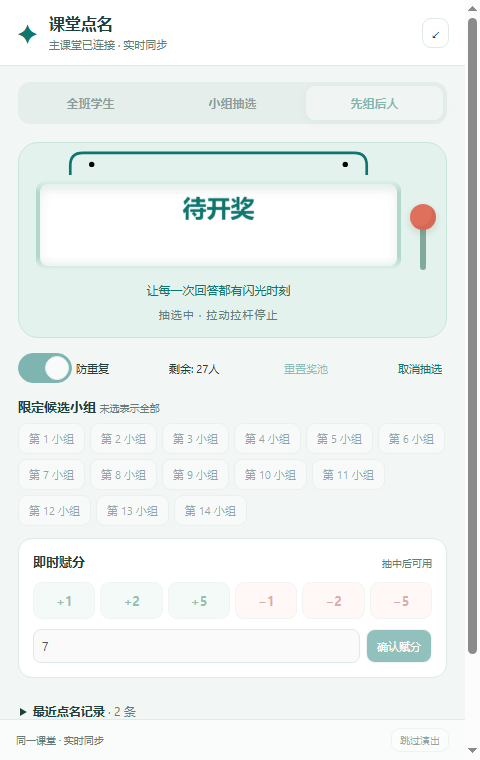 课堂点名
主课堂已连接 · 实时同步
↙
全班学生 小组抽选 先组后人
待开奖
让每一次回答都有闪光时刻
抽选中 · 拉动拉杆停止
防重复 剩余: 27人 重置奖池 取消抽选
限定候选小组 未选表示全部
第 1 小组 第 2 小组 第 3 小组 第 4 小组 第 5 小组 第 6 小组
第 7 小组 第 8 小组 第 9 小组 第 10 小组 第 11 小组
第 12 小组 第 13 小组 第 14 小组
即时赋分 抽中后可用
+1 +2 +5 −1 −2 −5
7 确认赋分
▶ 最近点名记录 · 2 条
同一课堂 · 实时同步 跳过演出